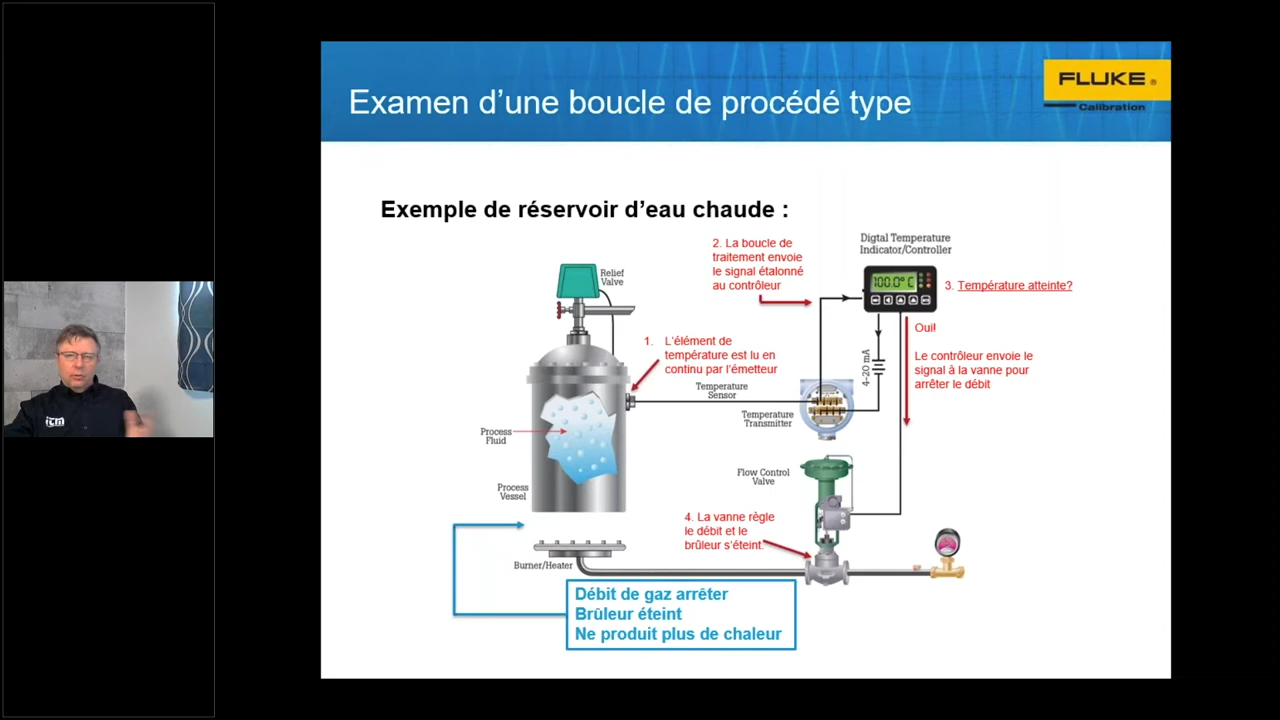 FLUKE ®
Calibration
Examen d'une boucle de procédé type
Exemple de réservoir d'eau chaude :
2. La boucle de
traitement envoie
le signal étalonné
au contrôleur
Digtal Temperature
Indicator/Controller
100.0°C
3. Température atteinte?
Relief
Valve
Oui!
1. L'élément de
température est lu en
continu par l'émetteur
Le contrôleur envoie le
signal à la vanne pour
arrêter le débit
4-20 mA
Temperature
Sensor
Temperature
Transmitter
itm
Process
Fluid
Flow Control
Valve
Process
Vessel
4. La vanne règle
le débit et le
brûleur s'éteint.
Burner/Heater
Débit de gaz arrêter
Brûleur éteint
Ne produit plus de chaleur